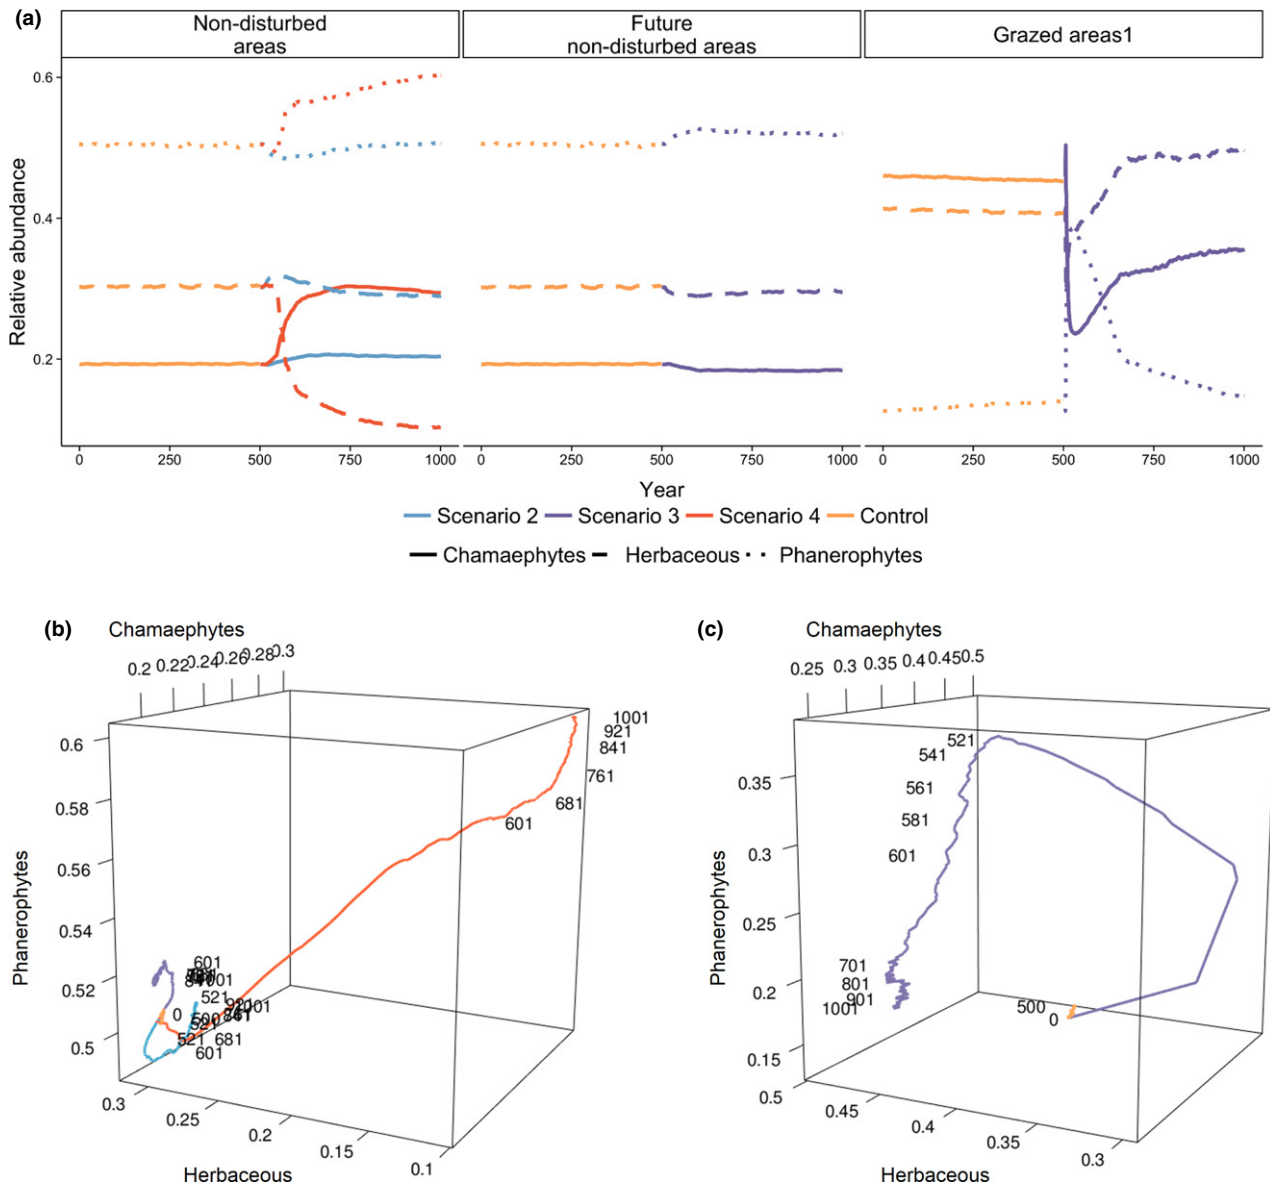 (a)
Non-disturbed
areas
Future
non-disturbed areas
Grazed areas1
0.6
0.4
0.2
Relative abundance
0 250 500 750 1000
0 250 500 750 1000
0 250 500 750 1000
Year
Scenario 2 Scenario 3 Scenario 4 Control
Chamaephytes Herbaceous Phanerophytes
(b)
Chamaephytes
0.2 0.22 0.24 0.26 0.28 0.3
0.6
0.58
0.56
0.54
0.52
0.5
Phanerophytes
1001
921
841
761
681
601
601
841 1001
521
0
500
921 1001
521
841
521
681
601
0.3
0.25
0.2
0.15
0.1
Herbaceous
(c)
Chamaephytes
0.25 0.3 0.35 0.4 0.45 0.5
0.35
0.3
0.25
0.2
0.15
Phanerophytes
521
541
561
581
601
701
801
901
1001
500
0
0.5
0.45
0.4
0.35
0.3
Herbaceous